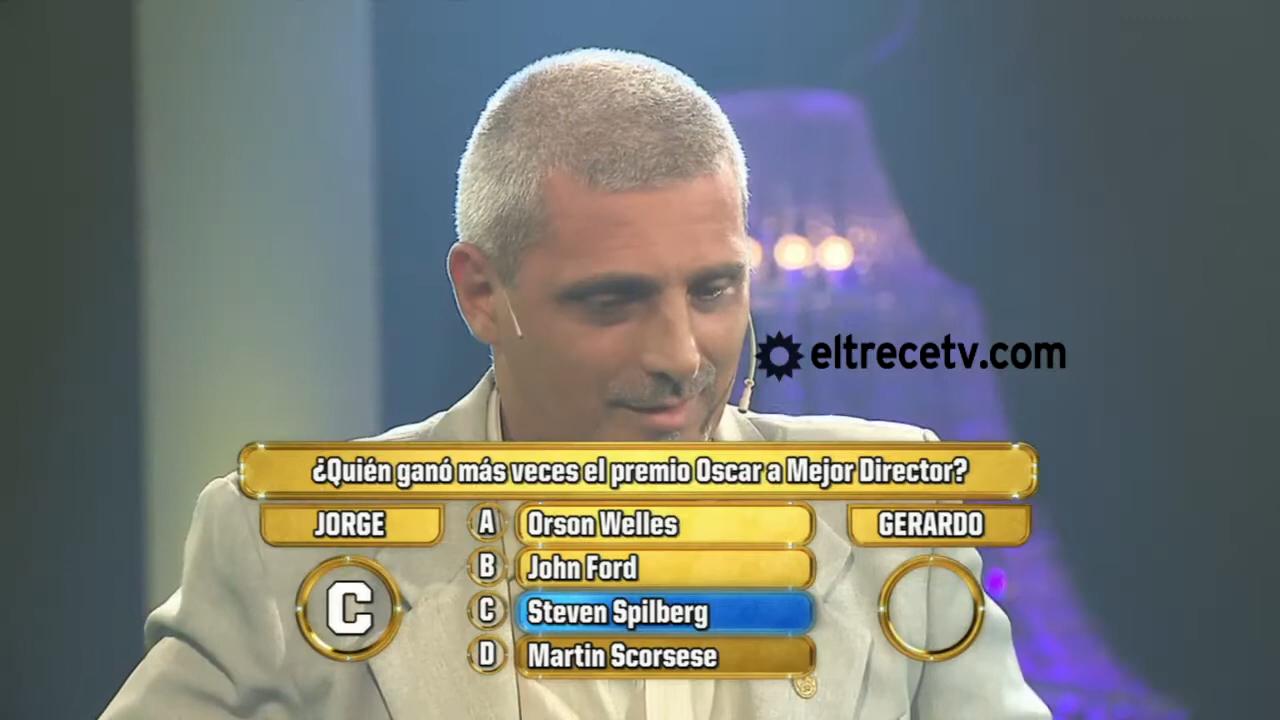 eltrecetv.com
¿Quién ganó más veces el premio Oscar a Mejor Director?
JORGE
A Orson Welles
GERARDO
B John Ford
C
C Steven Spilberg
D Martin Scorsese